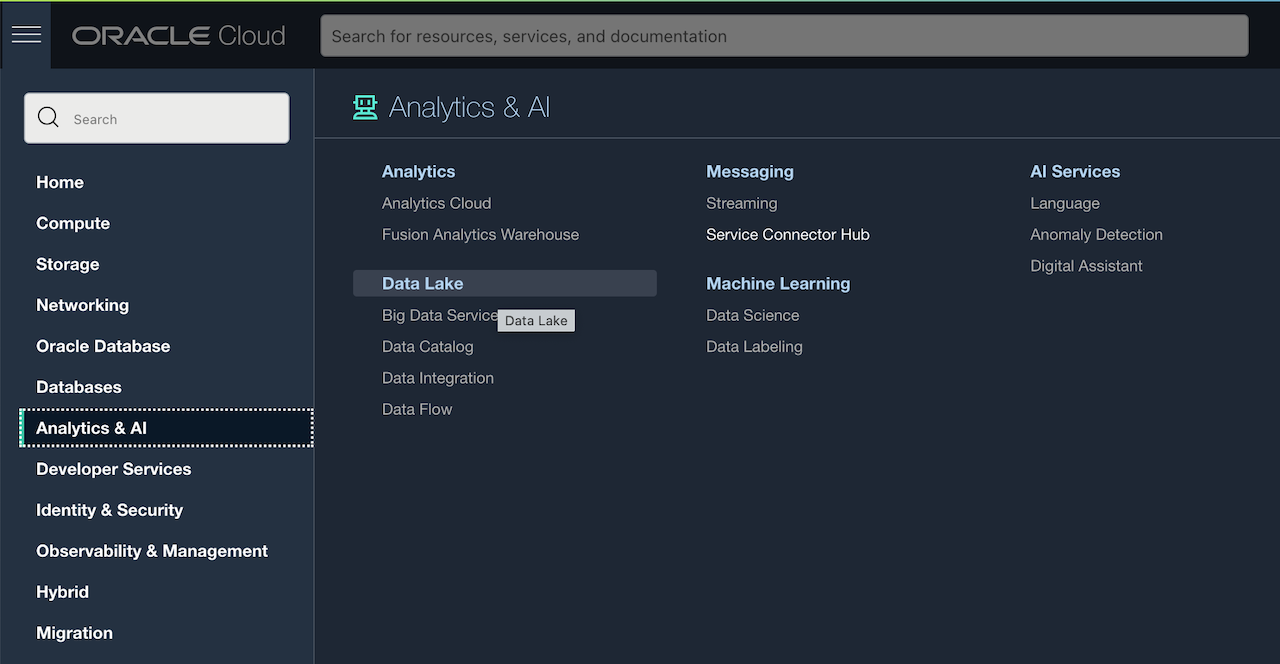 ORACLE Cloud
Search for resources, services, and documentation
Search
Home
Compute
Storage
Networking
Oracle Database
Databases
Analytics & AI
Developer Services
Identity & Security
Observability & Management
Hybrid
Migration
Analytics & AI
Analytics
Analytics Cloud
Fusion Analytics Warehouse
Data Lake
Big Data Service
Data Lake
Data Catalog
Data Integration
Data Flow
Messaging
Streaming
Service Connector Hub
Machine Learning
Data Science
Data Labeling
AI Services
Language
Anomaly Detection
Digital Assistant